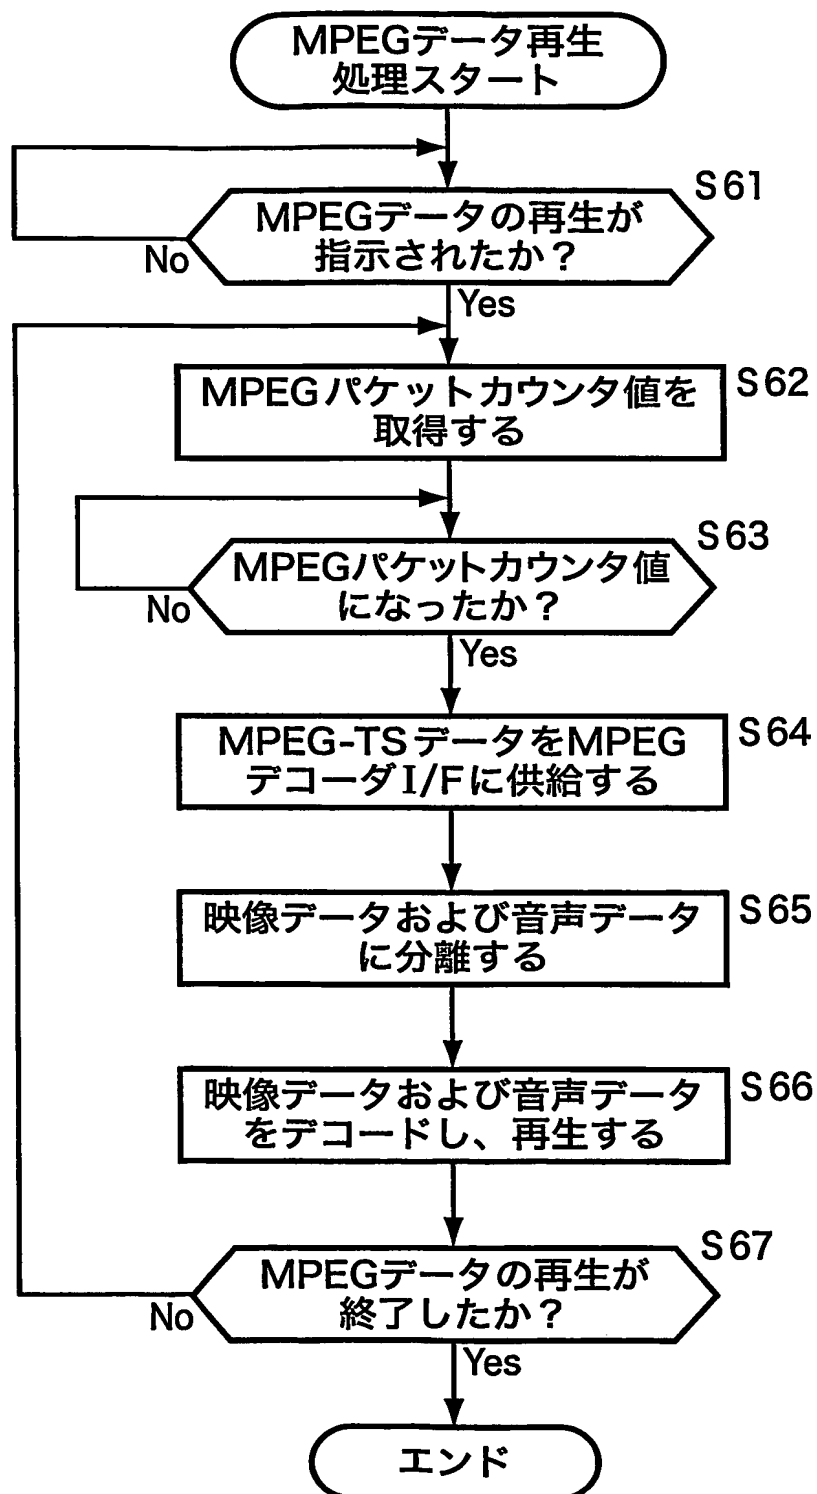 MPEGデータ再生
処理スタート
S61
MPEGデータの再生が
指示されたか？
No
Yes
S62
MPEGパケットカウンタ値を
取得する
S63
MPEGパケットカウンタ値
になったか？
No
Yes
S64
MPEG-TSデータをMPEG
デコーダI/Fに供給する
S65
映像データおよび音声データ
に分離する
S66
映像データおよび音声データ
をデコードし、再生する
S67
MPEGデータの再生が
終了したか？
No
Yes
エンド